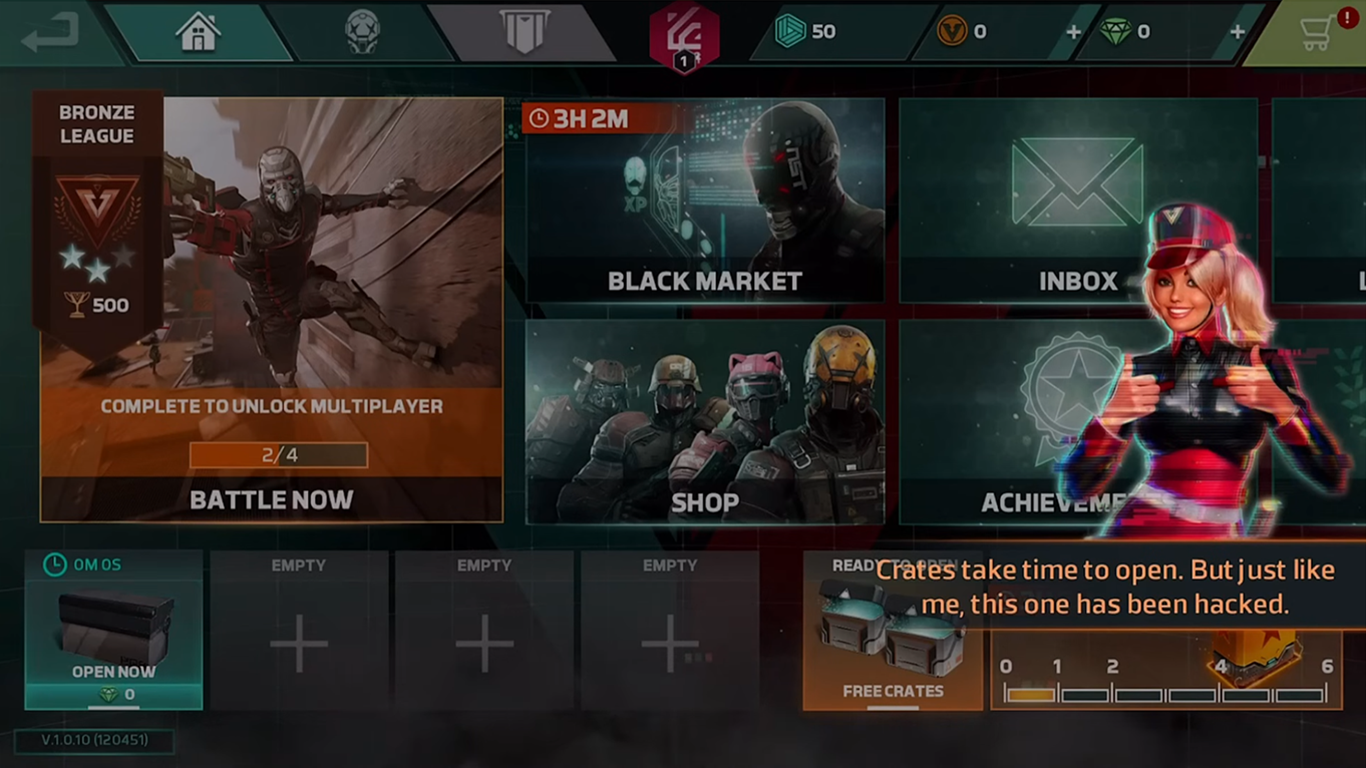 50
0
0
!
1
BRONZE
LEAGUE
500
COMPLETE TO UNLOCK MULTIPLAYER
2/4
BATTLE NOW
3H 2M
XP
BLACK MARKET
INBOX
SHOP
0M 0S
OPEN NOW
0
EMPTY
EMPTY
EMPTY
FREE CRATES
Crates take time to open. But just like
me, this one has been hacked.
0 1 2 4 6
V.1.0.10 (120451)